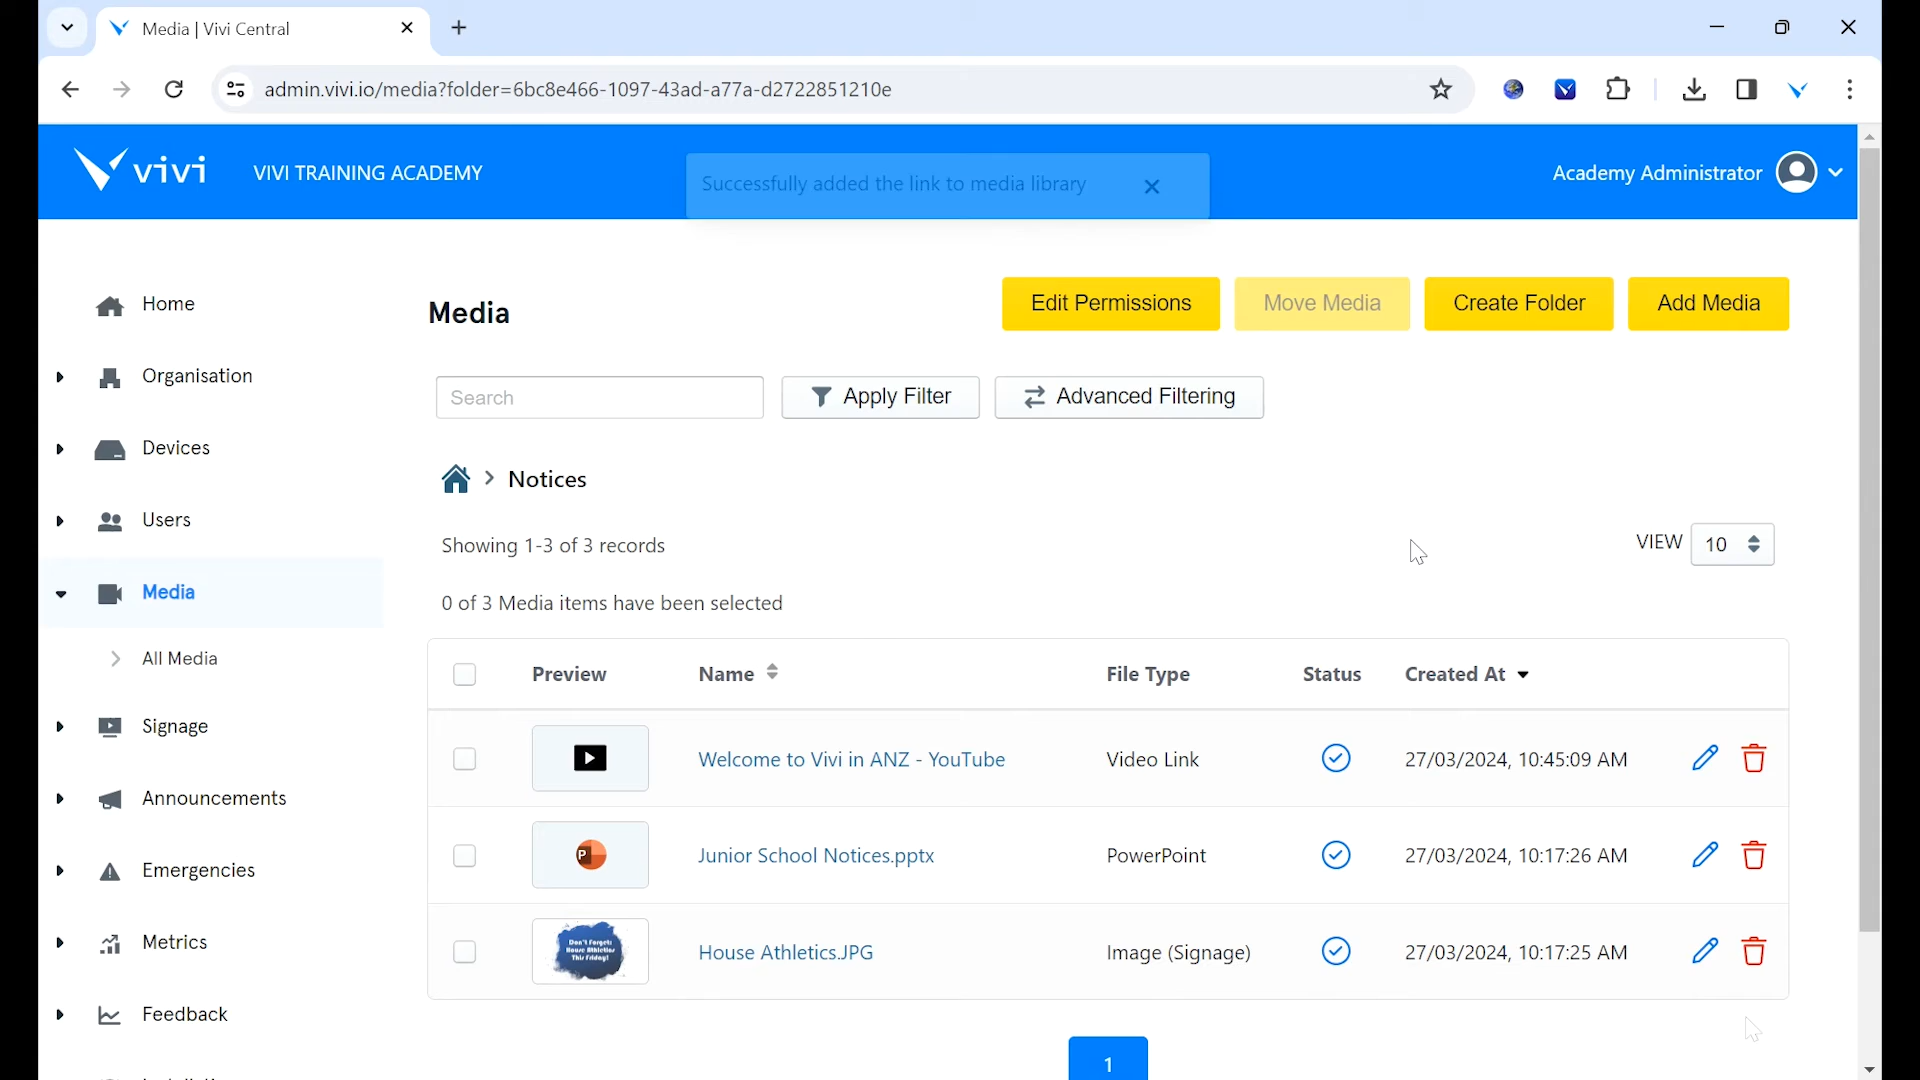 Media | Vivi Central
admin.vivi.io/media?folder=6bc8e466-1097-43ad-a77a-d2722851210e
vivi
VIVI TRAINING ACADEMY
Successfully added the link to media library
Academy Administrator
Home
Organisation
Devices
Users
Media
All Media
Signage
Announcements
Emergencies
Metrics
Feedback
Media
Edit Permissions
Move Media
Create Folder
Add Media
Search
Apply Filter
Advanced Filtering
Notices
Showing 1-3 of 3 records
VIEW 10
0 of 3 Media items have been selected
Preview Name File Type Status Created At
Welcome to Vivi in ANZ - YouTube Video Link 27/03/2024, 10:45:09 AM
P
Junior School Notices.pptx PowerPoint 27/03/2024, 10:17:26 AM
Don't Forget:
House Athletics
This Friday!
House Athletics.JPG Image (Signage) 27/03/2024, 10:17:25 AM
1